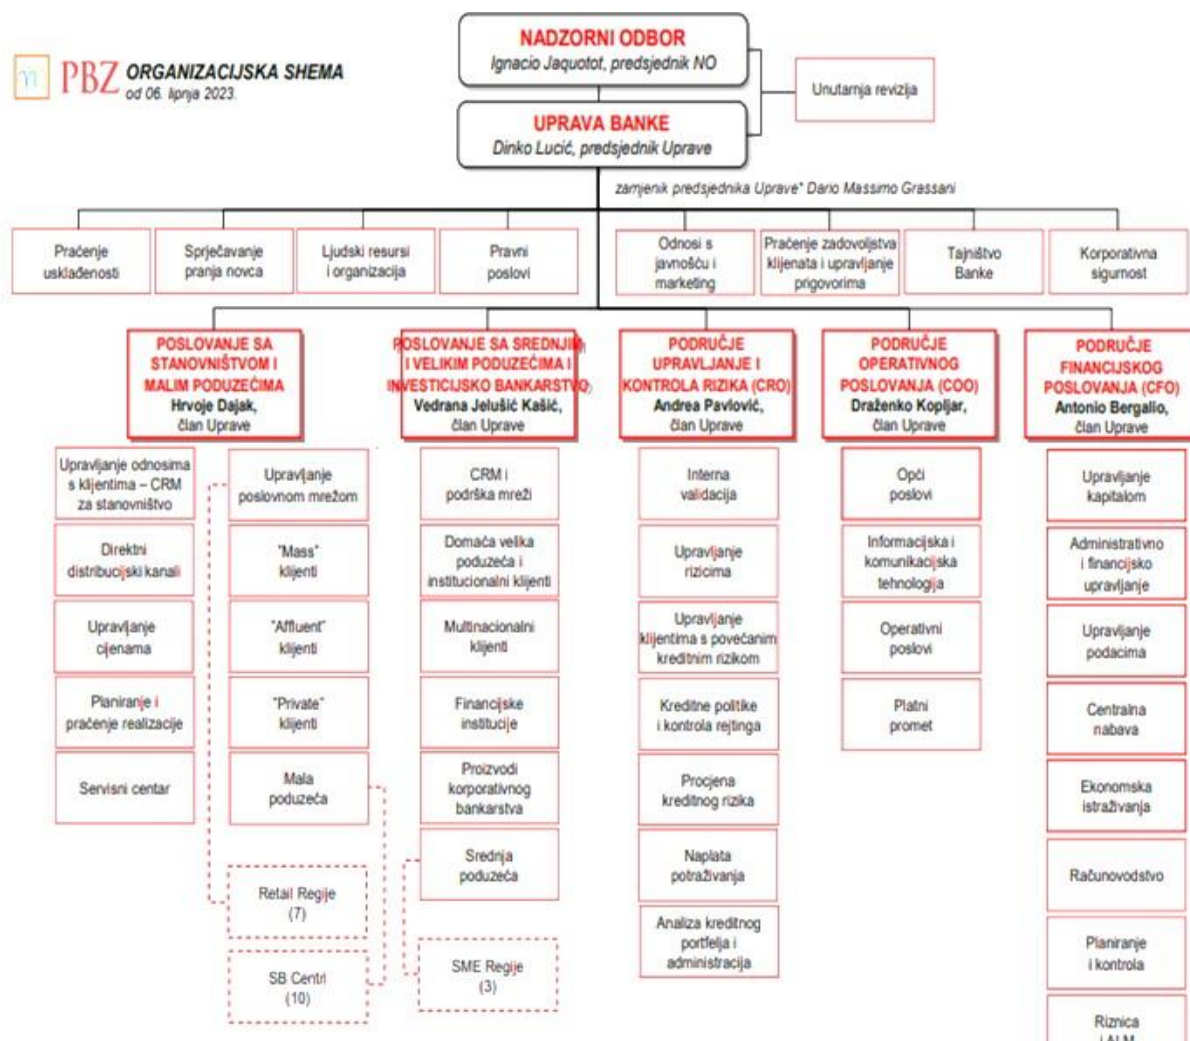 PBZ
ORGANIZACIJSKA SHEMA
od 06. lipnja 2023.
NADZORNI ODBOR
Ignacio Jaquotot, predsjednik NO
Unutarnja revizija
UPRAVA BANKE
Dinko Lucić, predsjednik Uprave
zamjenik predsjednika Uprave* Dario Massimo Grassani
Praćenje
usklađenosti
Sprječavanje
pranja novca
Ljudski resursi
i organizacija
Pravni
poslovi
Odnosi s
javnošću i
marketing
Praćenje zadovoljstva
klijenata i upravljanje
prigovorima
Tajništvo
Banke
Korporativna
sigurnost
POSLOVANJE SA
STANOVNIŠTVOM I
MALIM PODUZEĆIMA
Hrvoje Dajak,
član Uprave
POSLOVANJE SA SREDNJIM
I VELIKIM PODUZEĆIMA I
INVESTICIJSKO BANKARSTVO
Vedrana Jelušić Kašić,
član Uprave
PODRUČJE
UPRAVLJANJE I
KONTROLA RIZIKA (CRO)
Andrea Pavlović,
član Uprave
PODRUČJE
OPERATIVNOG
POSLOVANJA (COO)
Draženko Kopljar,
član Uprave
PODRUČJE
FINANCIJSKOG
POSLOVANJA (CFO)
Antonio Bergalio,
član Uprave
Upravljanje odnosima
s klijentima – CRM
za stanovništvo
Direktni
distribucijski kanali
Upravljanje
cijenama
Planiranje i
praćenje realizacije
Servisni centar
Upravljanje
poslovnom mrežom
"Mass"
klijenti
"Affluent"
klijenti
"Private"
klijenti
Mala
poduzeća
Retail Regije
(7)
SB Centri
(10)
CRM i
podrška mreži
Domaća velika
poduzeća i
institucionalni klijenti
Multinacionalni
klijenti
Financijske
institucije
Proizvodi
korporativnog
bankarstva
Srednja
poduzeća
SME Regije
(3)
Interna
validacija
Upravljanje
rizicima
Upravljanje
klijentima s povećanim
kreditnim rizikom
Kreditne politike
i kontrola rejtinga
Procjena
kreditnog rizika
Naplata
potraživanja
Analiza kreditnog
portfelja i
administracija
Opći
poslovi
Informacijska i
komunikacijska
tehnologija
Operativni
poslovi
Platni
promet
Upravljanje
kapitalom
Administrativno
i financijsko
upravljanje
Upravljanje
podacima
Centralna
nabava
Ekonomska
istraživanja
Računovodstvo
Planiranje
i kontrola
Riznica
i ALM